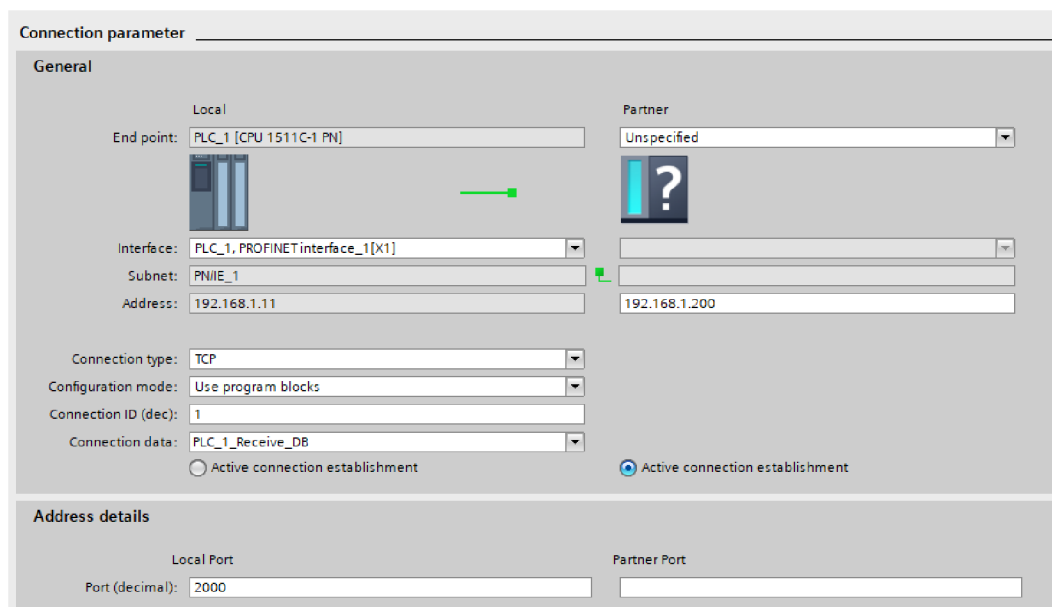 Connection parameter
General
Local Partner
End point: PLC_1 [CPU 1511C-1 PN] Unspecified
?
Interface: PLC_1, PROFINET interface_1[X1]
Subnet: PN/IE_1
Address: 192.168.1.11 192.168.1.200
Connection type: TCP
Configuration mode: Use program blocks
Connection ID (dec): 1
Connection data: PLC_1_Receive_DB
Active connection establishment Active connection establishment
Address details
Local Port Partner Port
Port (decimal): 2000